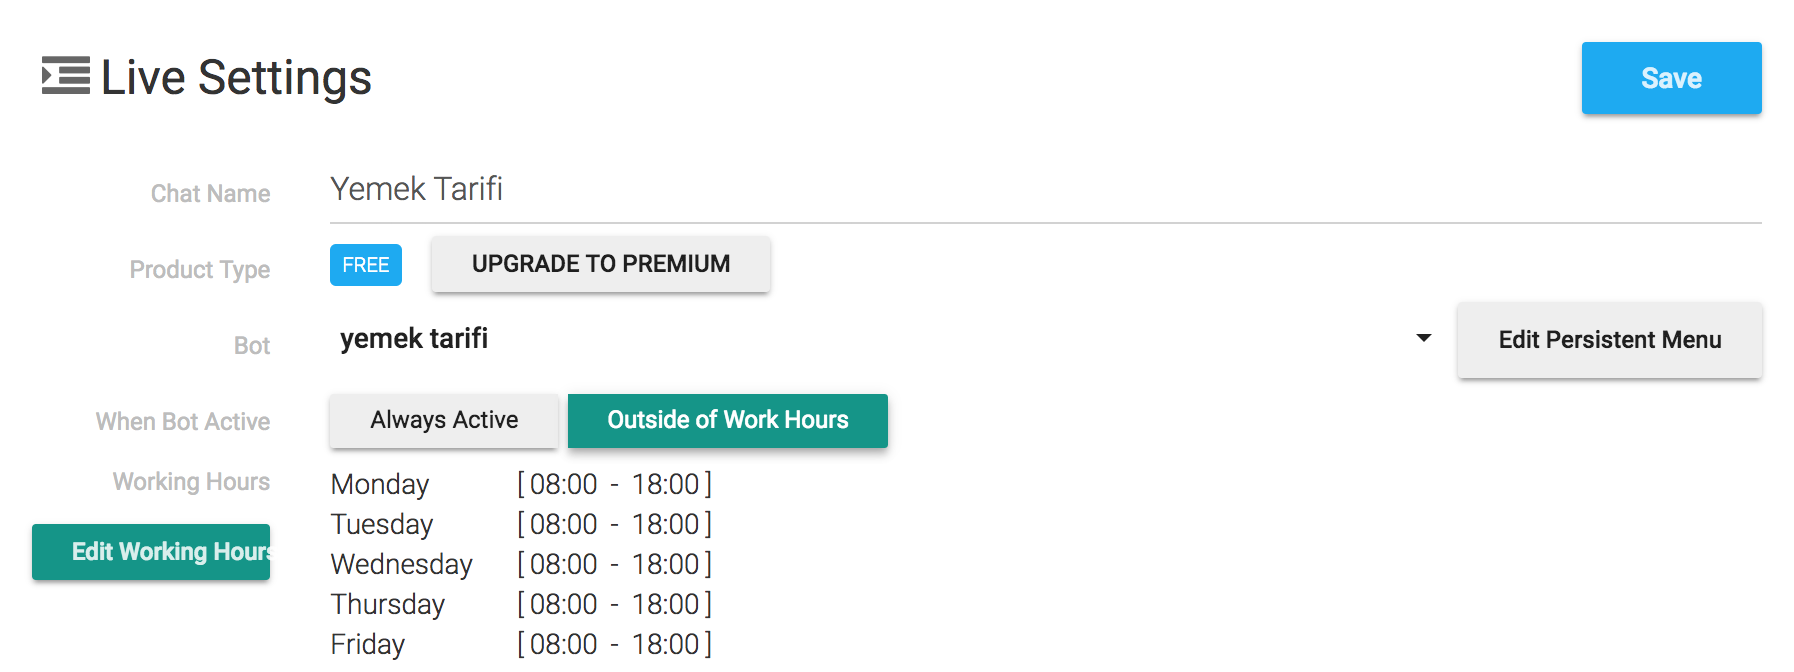 Live Settings
Save
Chat Name
Yemek Tarifi
Product Type
FREE
UPGRADE TO PREMIUM
Bot
yemek tarifi
Edit Persistent Menu
When Bot Active
Always Active
Outside of Work Hours
Working Hours
Edit Working Hours
Monday [ 08:00 - 18:00 ]
Tuesday [ 08:00 - 18:00 ]
Wednesday [ 08:00 - 18:00 ]
Thursday [ 08:00 - 18:00 ]
Friday [ 08:00 - 18:00 ]